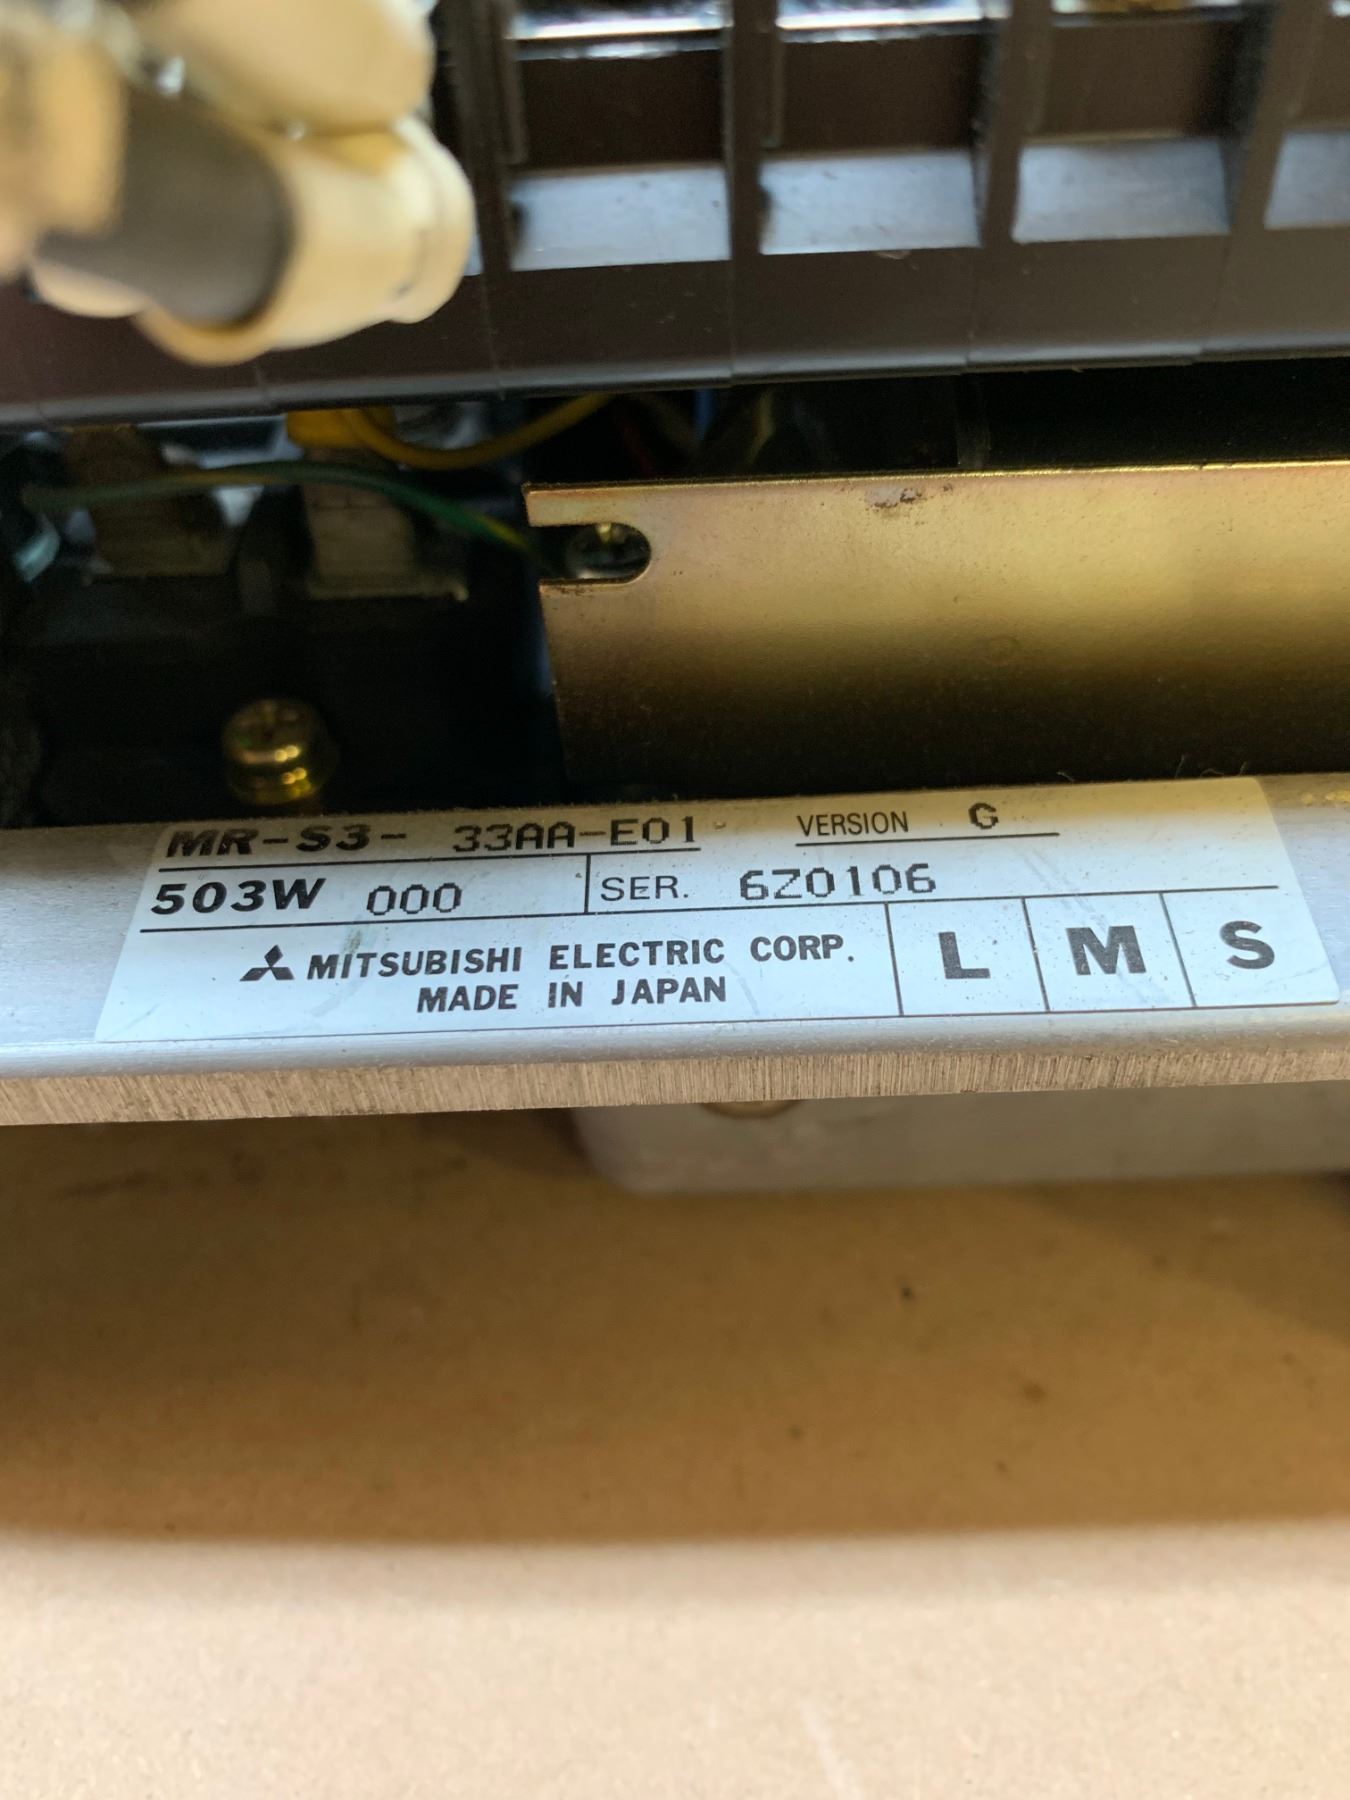 MR-S3- 33AA-E01 VERSION G
503W 000 SER. 6Z0106
MITSUBISHI ELECTRIC CORP. L M S
MADE IN JAPAN